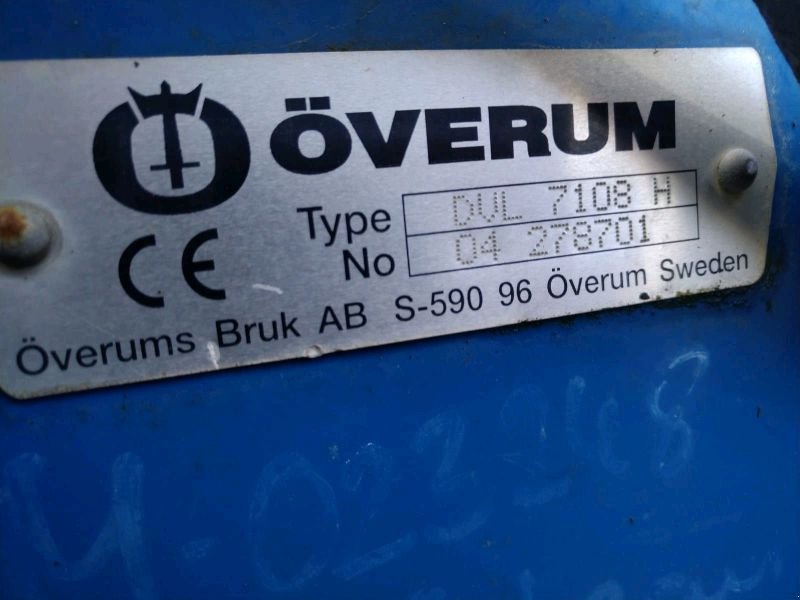 ÖVERUM
Type DVL 7108 H
No 04 278701
CE
Överums Bruk AB S-590 96 Överum Sweden